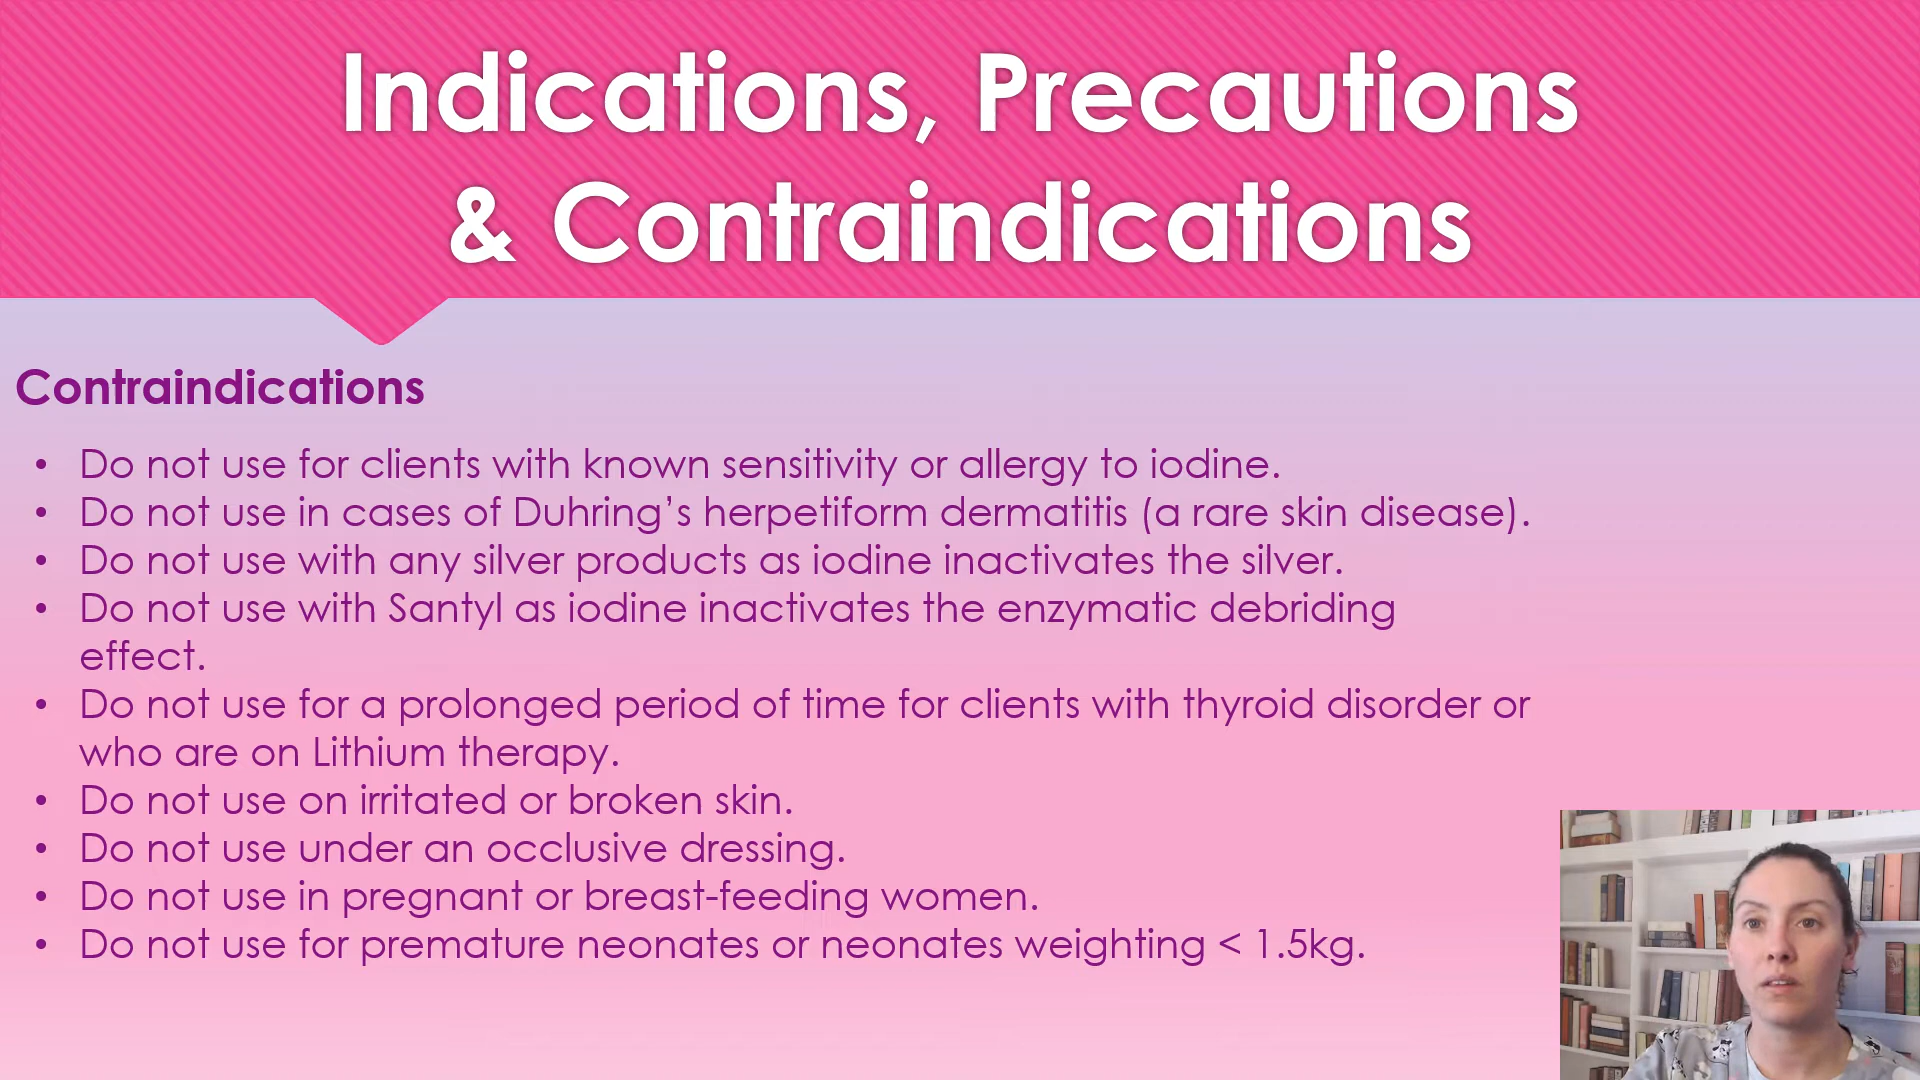 Indications, Precautions
& Contraindications
Contraindications
• Do not use for clients with known sensitivity or allergy to iodine.
• Do not use in cases of Duhring’s herpetiform dermatitis (a rare skin disease).
• Do not use with any silver products as iodine inactivates the silver.
• Do not use with Santyl as iodine inactivates the enzymatic debriding
effect.
• Do not use for a prolonged period of time for clients with thyroid disorder or
who are on Lithium therapy.
• Do not use on irritated or broken skin.
• Do not use under an occlusive dressing.
• Do not use in pregnant or breast-feeding women.
• Do not use for premature neonates or neonates weighting < 1.5kg.